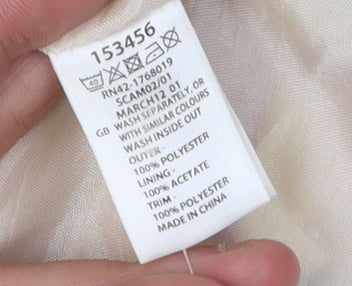 153456
40
RN42-1768019
SCAM02/01
MARCH12 01
GB WASH SEPARATELY, OR
WITH SIMILAR COLOURS
WASH INSIDE OUT
OUTER-
100% POLYESTER
LINING-
100% ACETATE
TRIM-
100% POLYESTER
MADE IN CHINA